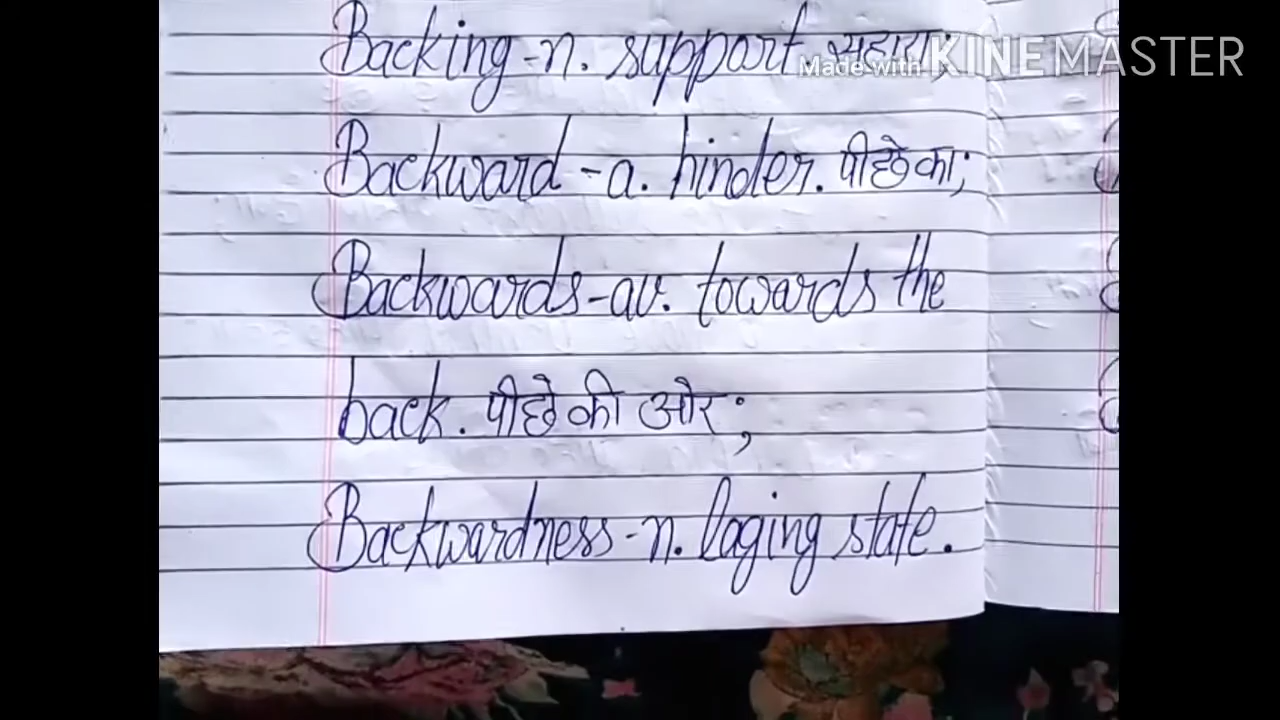 Backing-n. support. सहारा;
Made with KINEMASTER
Backward-a. hinder. पीछे का;
Backwards-av. towards the
back. पीछे की ओर;
Backwardness-n. laging state.